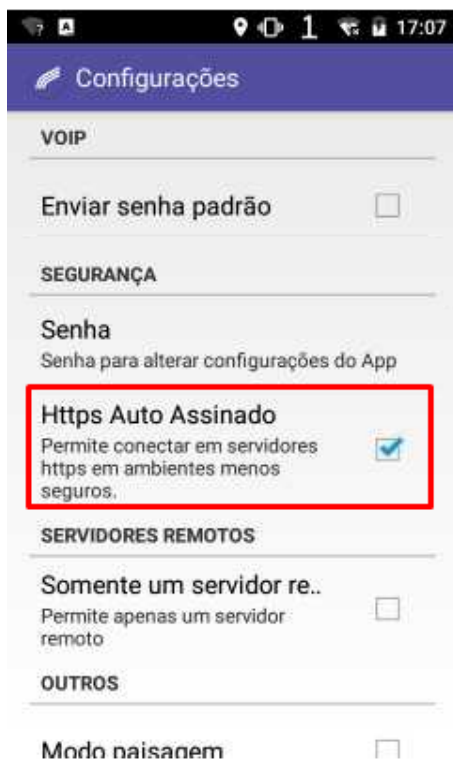 ? A 1 17:07
Configurações
VOIP
Enviar senha padrão
SEGURANÇA
Senha
Senha para alterar configurações do App
Https Auto Assinado
Permite conectar em servidores
https em ambientes menos
seguros.
SERVIDORES REMOTOS
Somente um servidor re..
Permite apenas um servidor
remoto
OUTROS
Modo paisagem